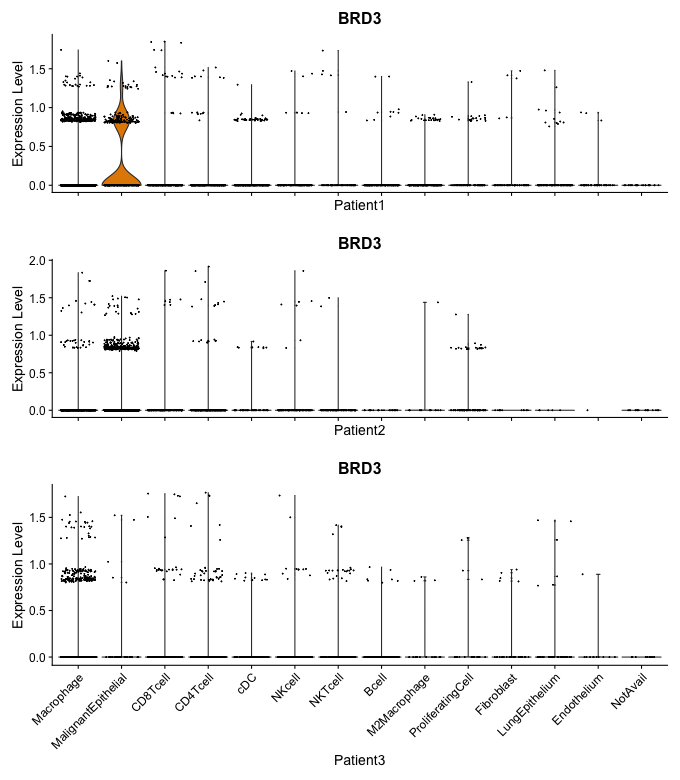 BRD3
Expression Level
1.5
1.0
0.5
0.0
Patient1
BRD3
Expression Level
2.0
1.5
1.0
0.5
0.0
Patient2
BRD3
Expression Level
1.5
1.0
0.5
0.0
Macrophage
MalignantEpithelial
CD8Tcell
CD4Tcell
cDC
NKcell
NKTcell
Bcell
M2Macrophage
ProliferatingCell
Fibroblast
LungEpithelium
Endothelium
NotAvail
Patient3